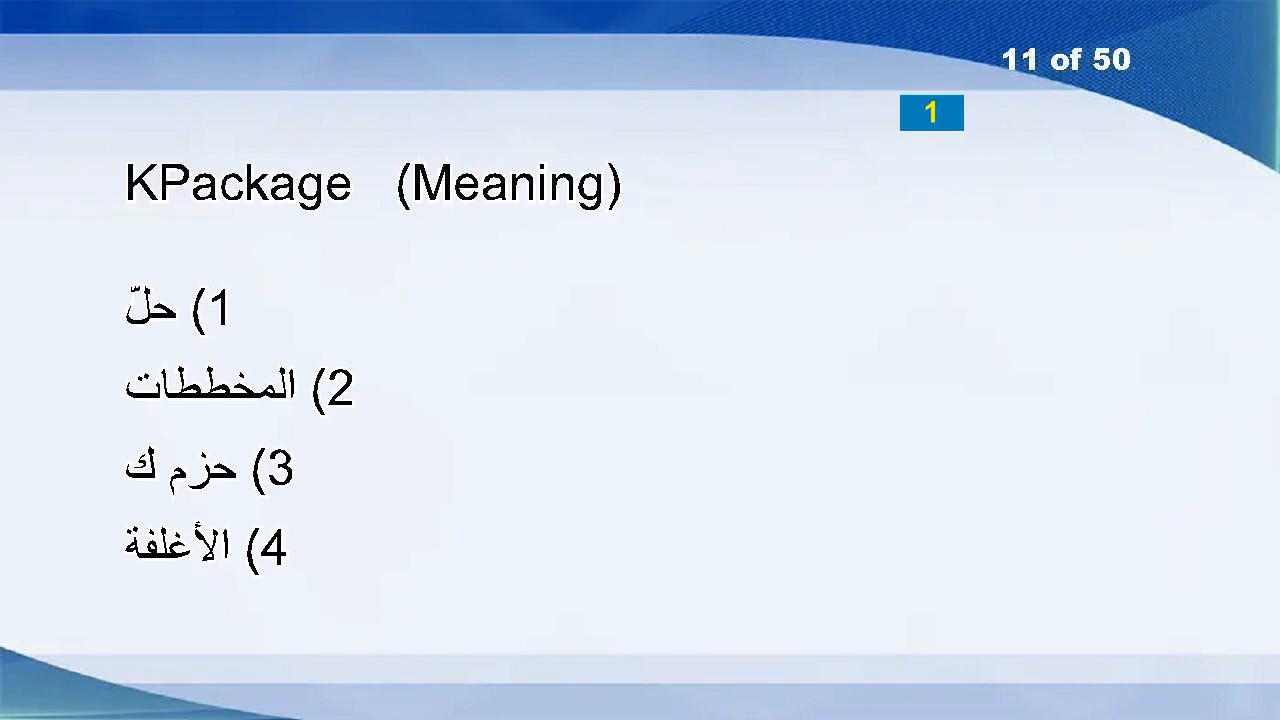 11 of 50
1
KPackage (Meaning)
1) حلّ
2) المخططات
3) حزم ك
4) الأغلفة